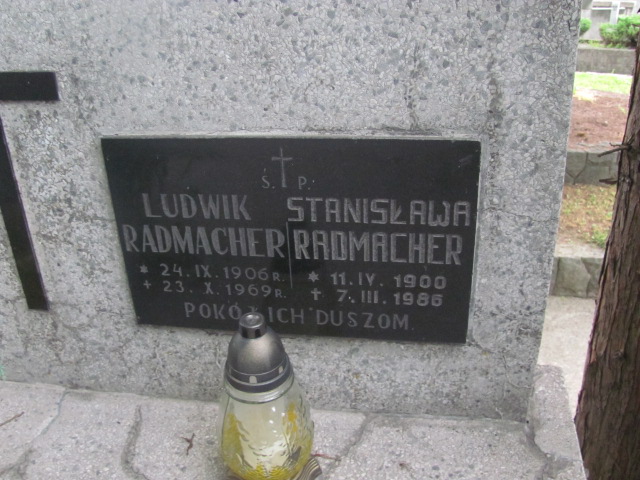 Ś. P.
LUDWIK
RADMACHER
* 24. IX. 1906 R.
+ 23. X. 1969 R.
STANISŁAWA
RADMACHER
* 11. IV. 1900
+ 7. III. 1986
POKÓJ ICH DUSZOM.